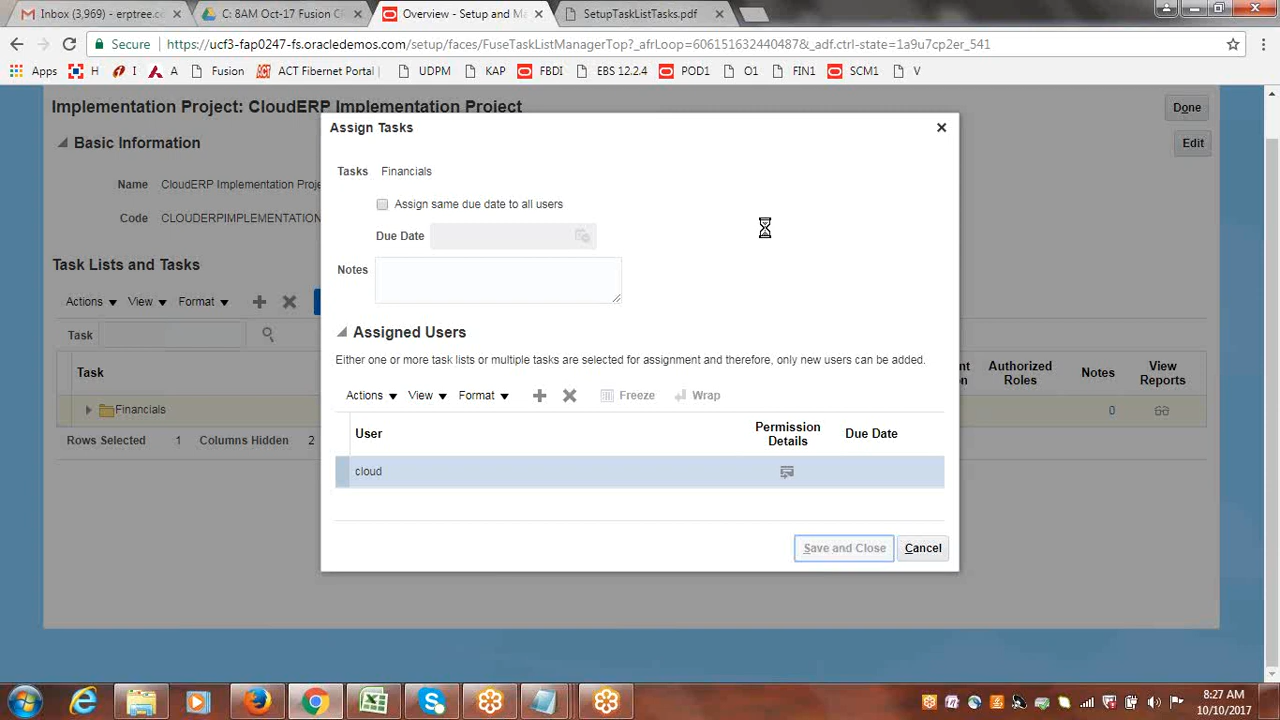 Inbox (3,969) - erptree.c
C: 8AM Oct-17 Fusion C
Overview - Setup and Ma
SetupTaskListTasks.pdf
Secure
https://ucf3-fap0247-fs.oracledemos.com/setup/faces/FuseTaskListManagerTop?_afrLoop=6061516324404487&_adf.ctrl-state=1a9u7cp2er_541
Apps
H
I
A
Fusion
ACT Fibernet Portal |
UDPM
KAP
FBDI
EBS 12.2.4
POD1
O1
FIN1
SCM1
V
Implementation Project: CloudERP Implementation Project
Done
Basic Information
Edit
Name
CloudERP Implementation Proje
Code
CLOUDERPIMPLEMENTATION
Task Lists and Tasks
Actions
View
Format
Task
Task
Authorized
Roles
Notes
View
Reports
Financials
0
Rows Selected 1
Columns Hidden 2
Assign Tasks
Tasks
Financials
Assign same due date to all users
Due Date
Notes
Assigned Users
Either one or more task lists or multiple tasks are selected for assignment and therefore, only new users can be added.
Actions
View
Format
Freeze
Wrap
User
Permission
Details
Due Date
cloud
Save and Close
Cancel
8:27 AM
10/10/2017